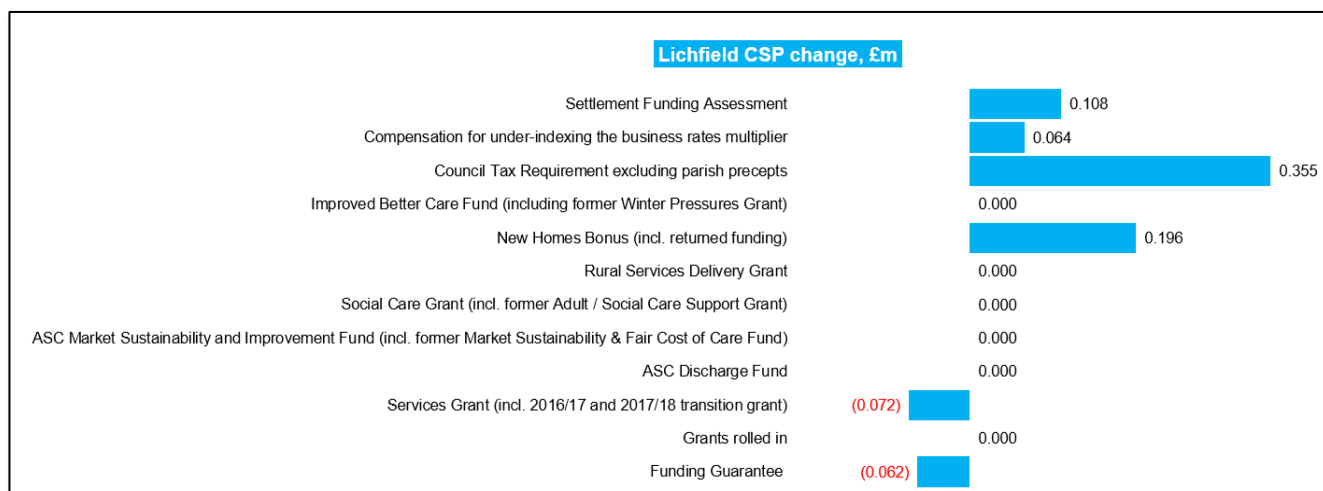 Lichfield CSP change, £m
Settlement Funding Assessment 0.108
Compensation for under-indexing the business rates multiplier 0.064
Council Tax Requirement excluding parish precepts 0.355
Improved Better Care Fund (including former Winter Pressures Grant) 0.000
New Homes Bonus (incl. returned funding) 0.196
Rural Services Delivery Grant 0.000
Social Care Grant (incl. former Adult / Social Care Support Grant) 0.000
ASC Market Sustainability and Improvement Fund (incl. former Market Sustainability & Fair Cost of Care Fund) 0.000
ASC Discharge Fund 0.000
Services Grant (incl. 2016/17 and 2017/18 transition grant) (0.072)
Grants rolled in 0.000
Funding Guarantee (0.062)